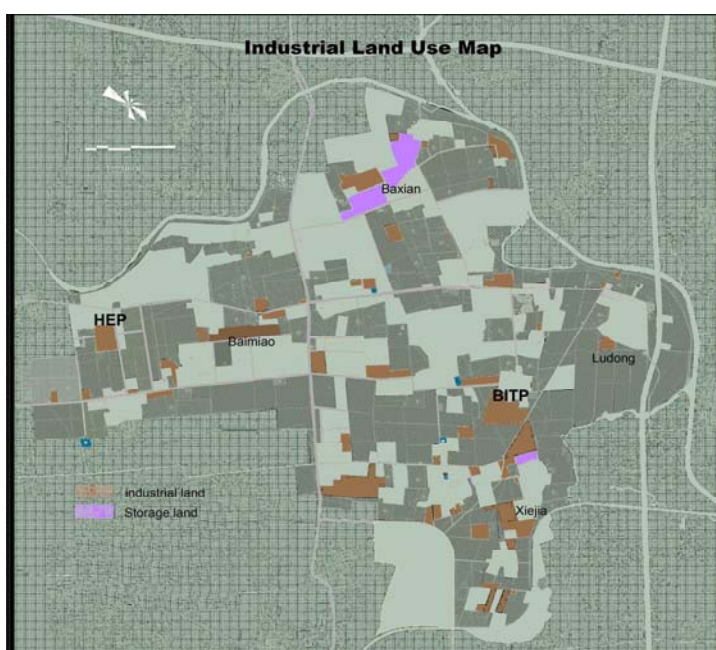 Industrial Land Use Map
Baxian
HEP
Baimiao
Ludong
BITP
industrial land
Storage land
Xiejia